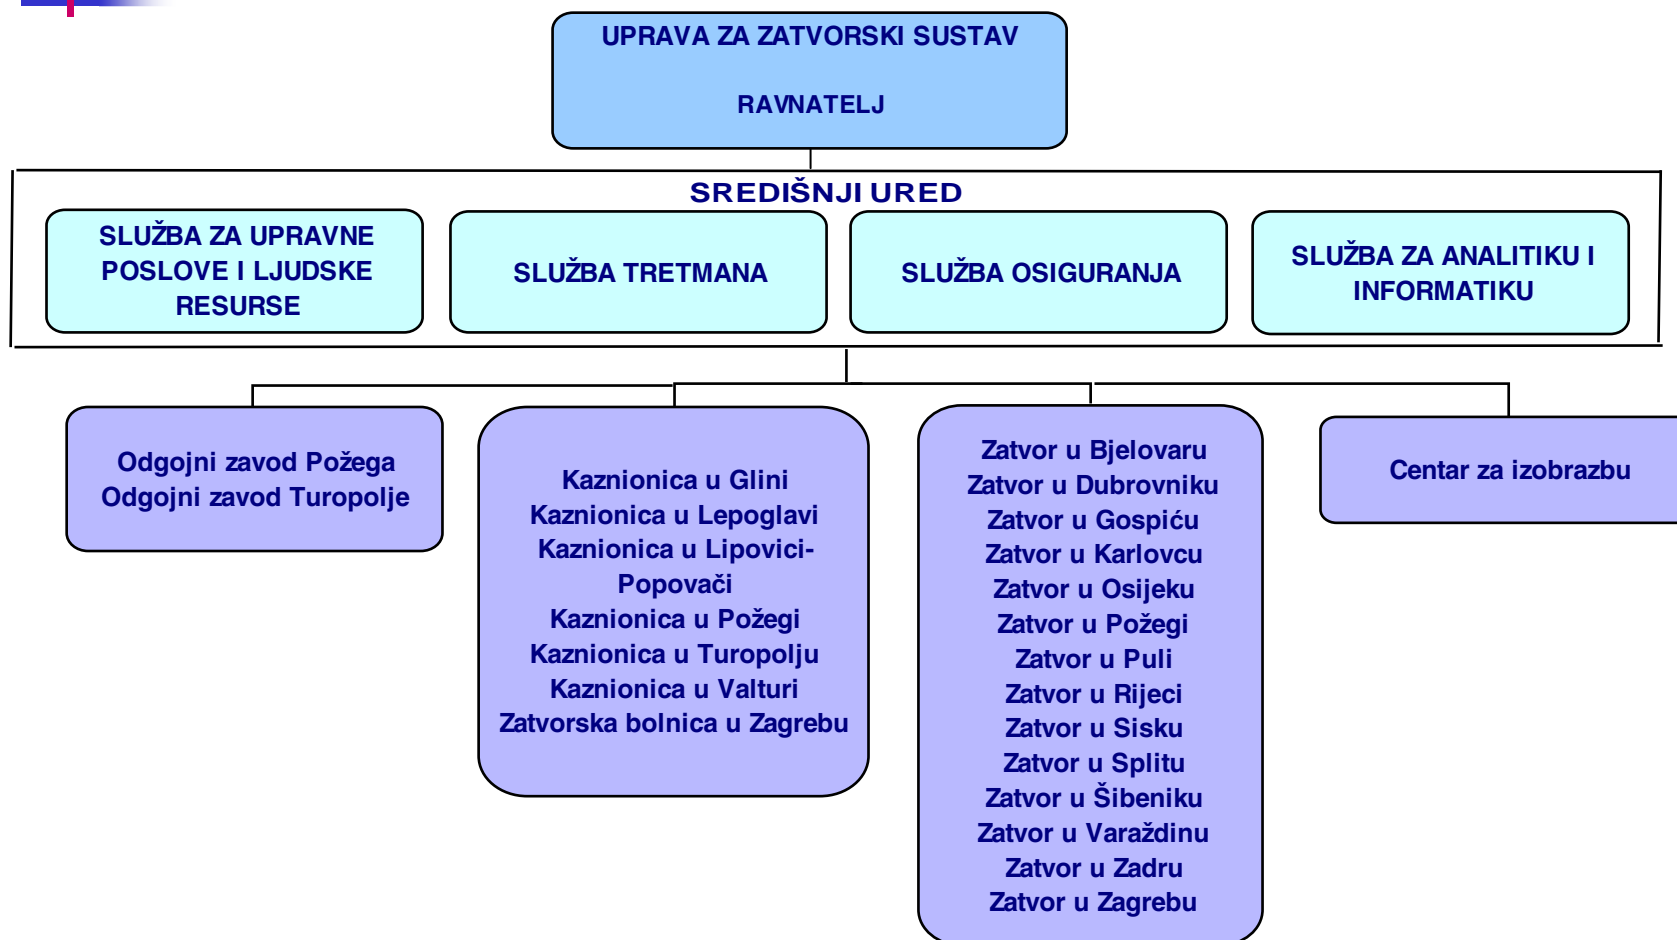 UPRAVA ZA ZATVORSKI SUSTAV
RAVNATELJ
SREDIŠNJI URED
SLUŽBA ZA UPRAVNE
POSLOVE I LJUDSKE
RESURSE
SLUŽBA TRETMANA
SLUŽBA OSIGURANJA
SLUŽBA ZA ANALITIKU I
INFORMATIKU
Odgojni zavod Požega
Odgojni zavod Turopolje
Kaznionica u Glini
Kaznionica u Lepoglavi
Kaznionica u Lipovici-
Popovači
Kaznionica u Požegi
Kaznionica u Turopolju
Kaznionica u Valturi
Zatvorska bolnica u Zagrebu
Zatvor u Bjelovaru
Zatvor u Dubrovniku
Zatvor u Gospiću
Zatvor u Karlovcu
Zatvor u Osijeku
Zatvor u Požegi
Zatvor u Puli
Zatvor u Rijeci
Zatvor u Sisku
Zatvor u Splitu
Zatvor u Šibeniku
Zatvor u Varaždinu
Zatvor u Zadru
Zatvor u Zagrebu
Centar za izobrazbu